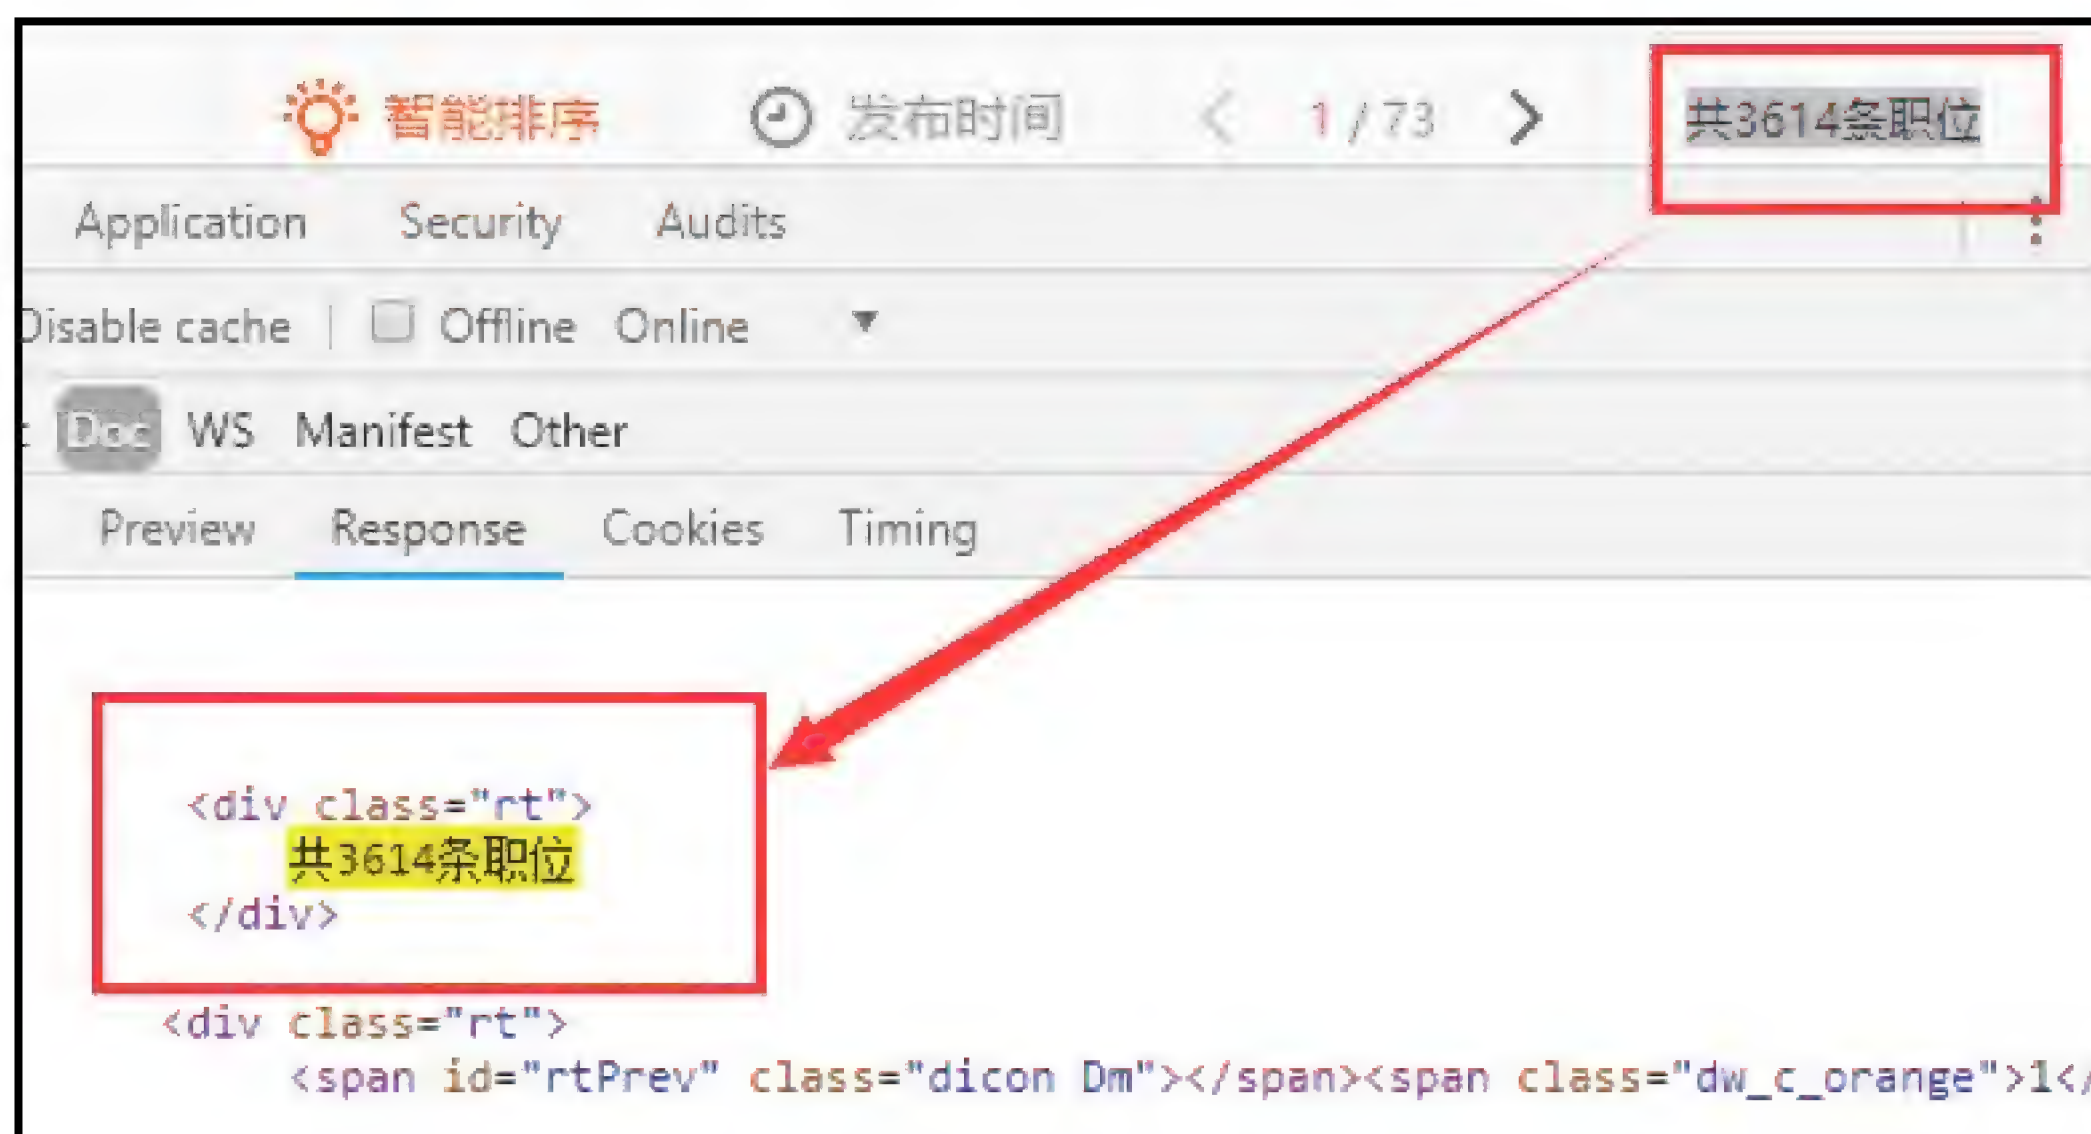 智能排序 发布时间 < 1 / 73 > 共3614条职位
Application Security Audits
Disable cache Offline Online
Doc WS Manifest Other
Preview Response Cookies Timing
<div class="rt">
共3614条职位
</div>
<div class="rt">
<span id="rtPrev" class="dicon Dm"></span><span class="dw_c_orange">1</